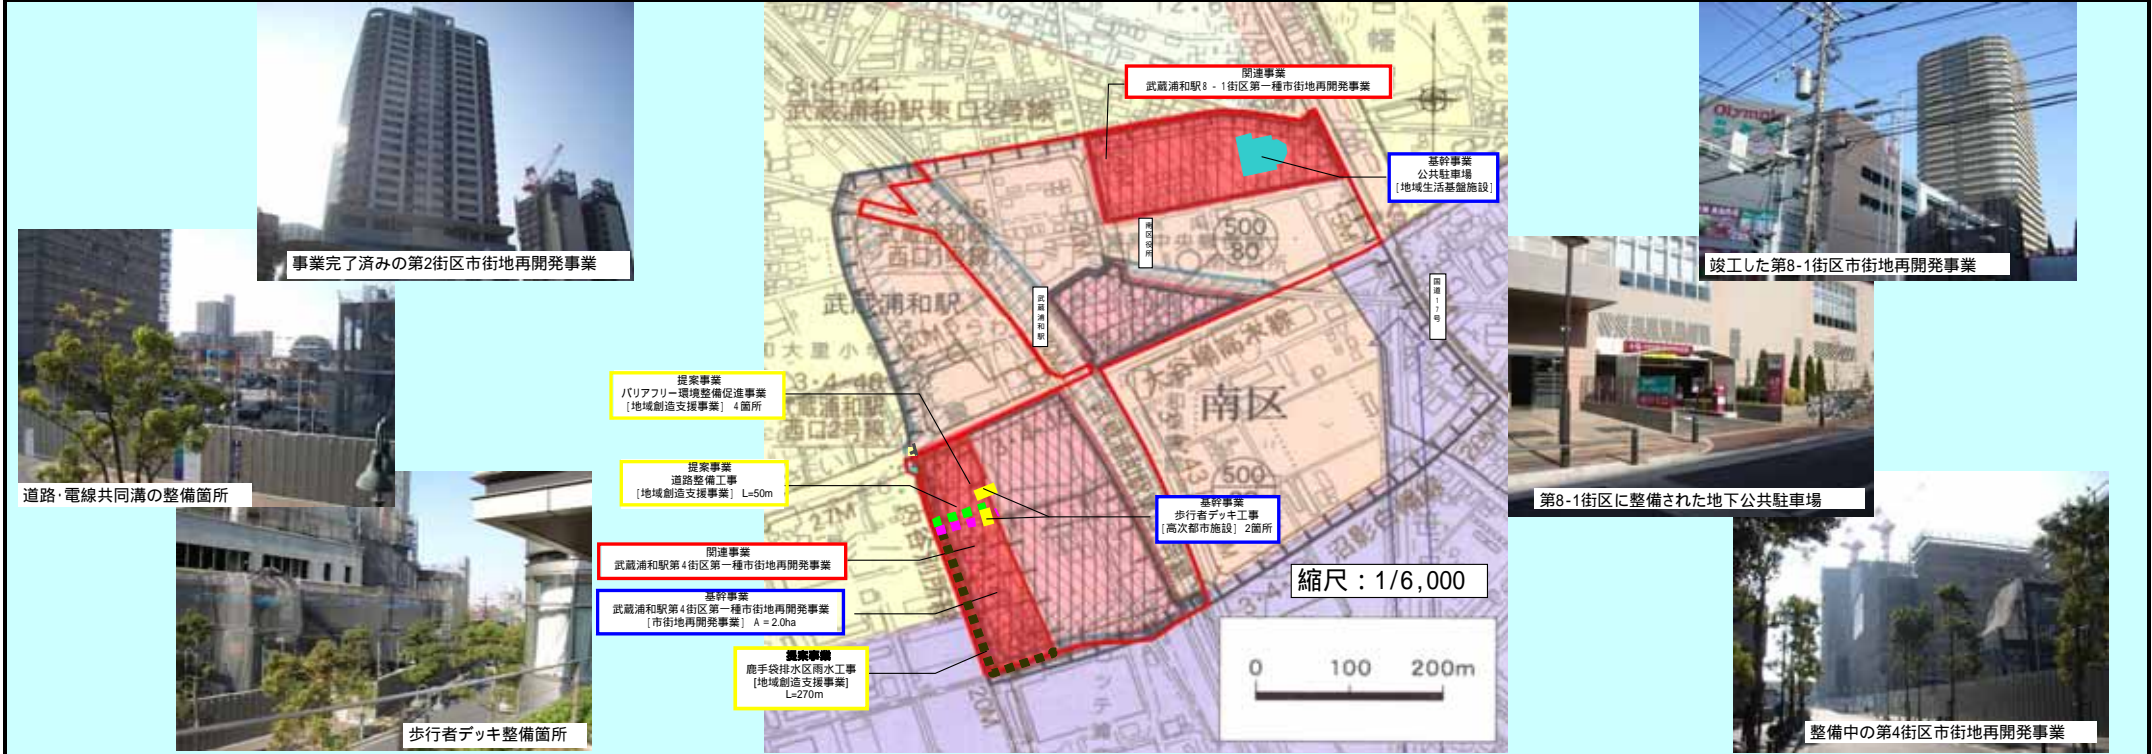 事業完了済みの第2街区市街地再開発事業
道路･電線共同溝の整備箇所
歩行者デッキ整備箇所
関連事業
武蔵浦和駅8-1街区第一種市街地再開発事業
基幹事業
公共駐車場
[地域生活基盤施設]
3・4・44
武蔵浦和駅東口2号線
南区役所
武蔵浦和駅
国道17号
500
80
武蔵浦和駅
南区
500
提案事業
バリアフリー環境整備促進事業
[地域創造支援事業] 4箇所
提案事業
道路整備工事
[地域創造支援事業] L=50m
関連事業
武蔵浦和駅第4街区第一種市街地再開発事業
基幹事業
武蔵浦和駅第4街区第一種市街地再開発事業
[市街地再開発事業] A=2.0ha
提案事業
鹿手袋排水区雨水工事
[地域創造支援事業]
L=270m
基幹事業
歩行者デッキ工事
[高次都市施設] 2箇所
27M
20M
縮尺：1/6,000
0 100 200m
Olympic
竣工した第8-1街区市街地再開発事業
第8-1街区に整備された地下公共駐車場
整備中の第4街区市街地再開発事業